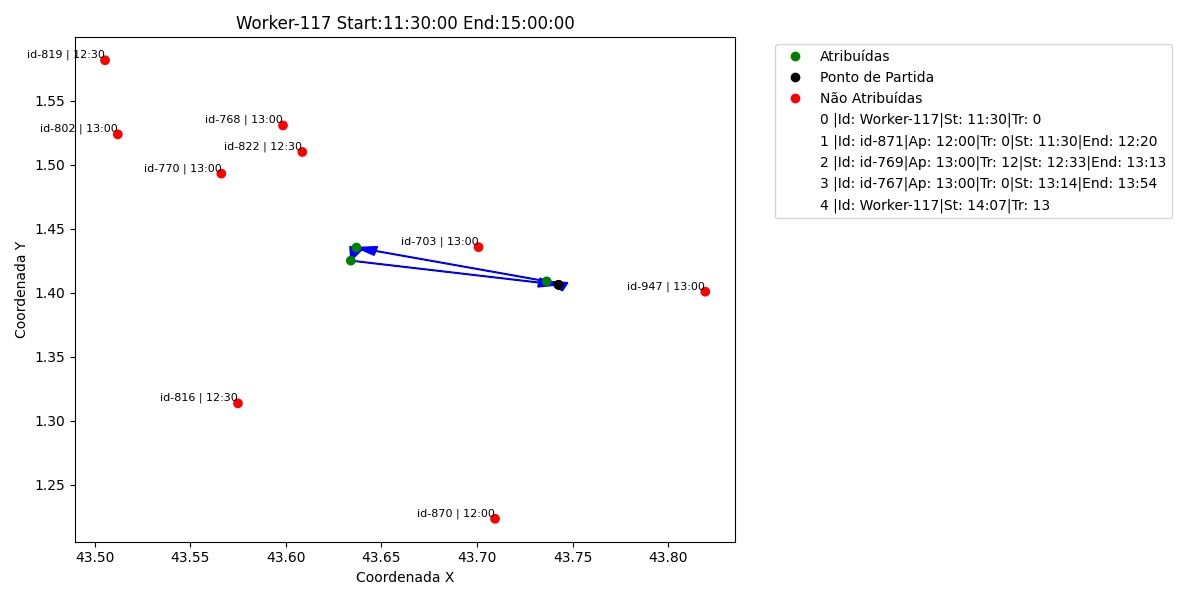 Worker-117 Start:11:30:00 End:15:00:00
Atribuídas
Ponto de Partida
Não Atribuídas
0 |Id: Worker-117|St: 11:30|Tr: 0
1 |Id: id-871|Ap: 12:00|Tr: 0|St: 11:30|End: 12:20
2 |Id: id-769|Ap: 13:00|Tr: 12|St: 12:33|End: 13:13
3 |Id: id-767|Ap: 13:00|Tr: 0|St: 13:14|End: 13:54
4 |Id: Worker-117|St: 14:07|Tr: 13
id-819 | 12:30
id-802 | 13:00
id-768 | 13:00
id-822 | 12:30
id-770 | 13:00
id-703 | 13:00
id-947 | 13:00
id-816 | 12:30
id-870 | 12:00
Coordenada Y
1.55
1.50
1.45
1.40
1.35
1.30
1.25
43.50 43.55 43.60 43.65 43.70 43.75 43.80
Coordenada X